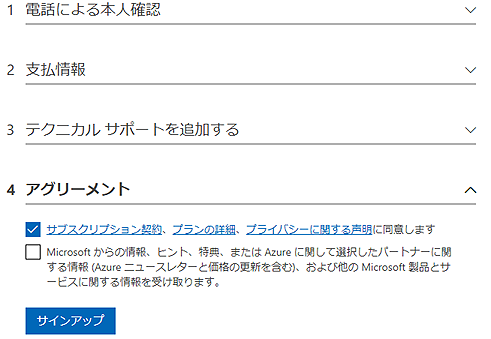 1 電話による本人確認
2 支払情報
3 テクニカル サポートを追加する
4 アグリーメント
サブスクリプション契約、プランの詳細、プライバシーに関する声明に同意します
Microsoft からの情報、ヒント、特典、または Azure に関して選択したパートナーに関
する情報 (Azure ニュースレターと価格の更新を含む)、および他の Microsoft 製品とサ
ービスに関する情報を受け取ります。
サインアップ